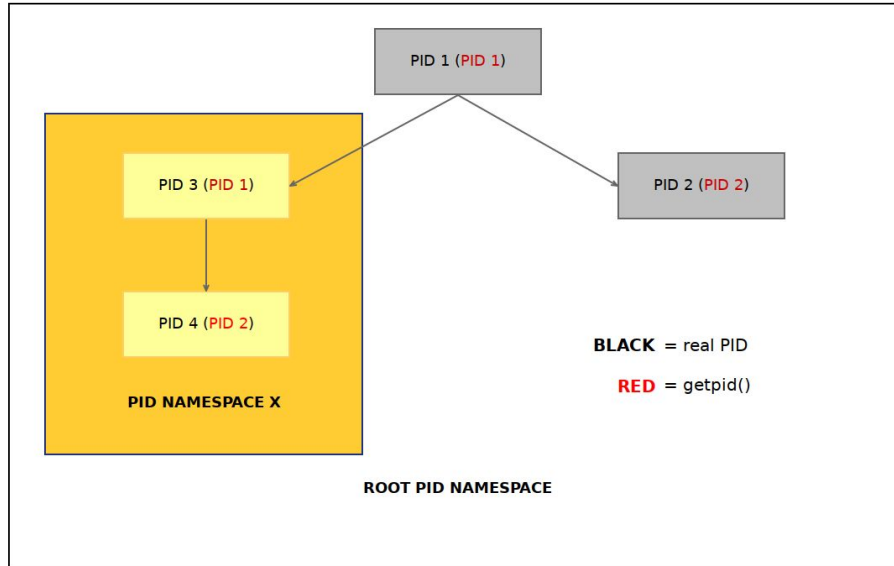 PID 1 (PID 1)
PID 3 (PID 1)
PID 2 (PID 2)
PID 4 (PID 2)
BLACK = real PID
RED = getpid()
PID NAMESPACE X
ROOT PID NAMESPACE